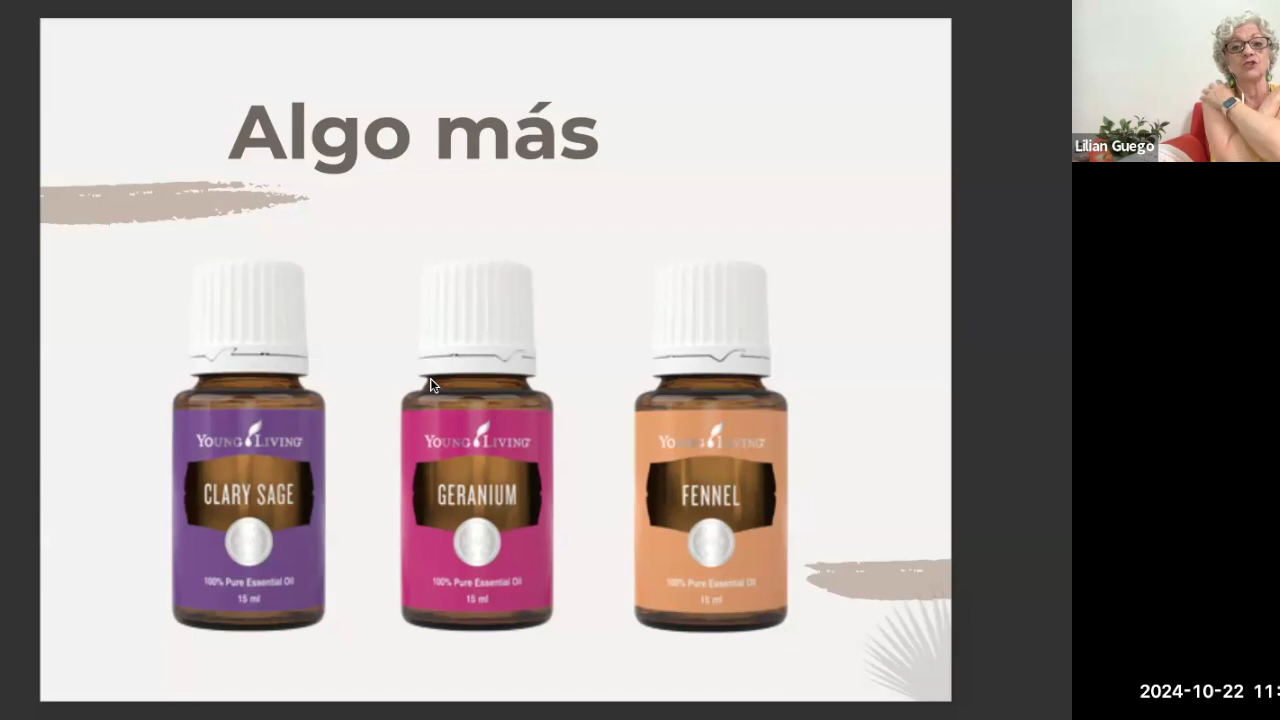 Algo más
YOUNG LIVING
CLARY SAGE
100% Pure Essential Oil
15 ml
YOUNG LIVING
GERANIUM
100% Pure Essential Oil
15 ml
YOUNG LIVING
FENNEL
100% Pure Essential Oil
15 ml
Lilian Guego
2024-10-22 11: